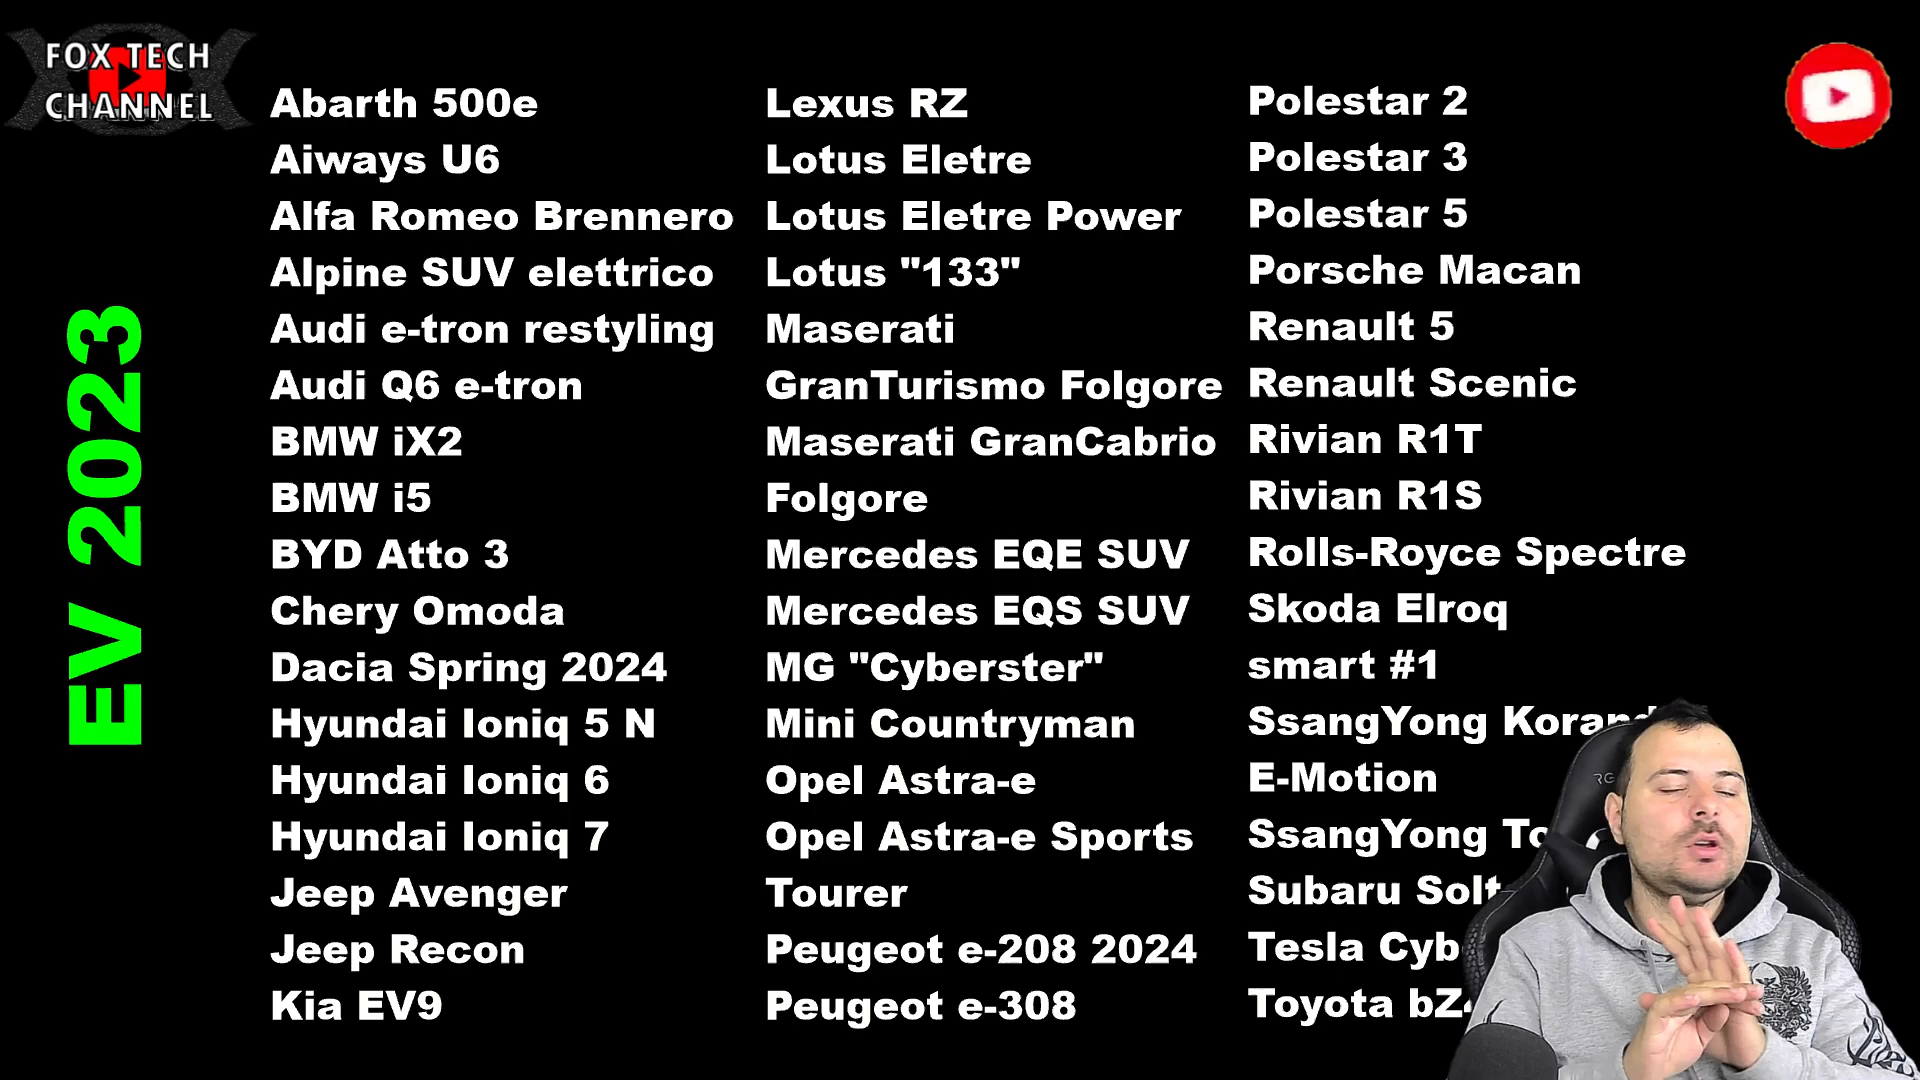 FOX TECH
CHANNEL
EV 2023
Abarth 500e
Aiways U6
Alfa Romeo Brennero
Alpine SUV elettrico
Audi e-tron restyling
Audi Q6 e-tron
BMW iX2
BMW i5
BYD Atto 3
Chery Omoda
Dacia Spring 2024
Hyundai Ioniq 5 N
Hyundai Ioniq 6
Hyundai Ioniq 7
Jeep Avenger
Jeep Recon
Kia EV9
Lexus RZ
Lotus Eletre
Lotus Eletre Power
Lotus "133"
Maserati
GranTurismo Folgore
Maserati GranCabrio
Folgore
Mercedes EQE SUV
Mercedes EQS SUV
MG "Cyberster"
Mini Countryman
Opel Astra-e
Opel Astra-e Sports
Tourer
Peugeot e-208 2024
Peugeot e-308
Polestar 2
Polestar 3
Polestar 5
Porsche Macan
Renault 5
Renault Scenic
Rivian R1T
Rivian R1S
Rolls-Royce Spectre
Skoda Elroq
smart #1
SsangYong
E-Motion
SsangYong
Subaru
Tesla
Toyota